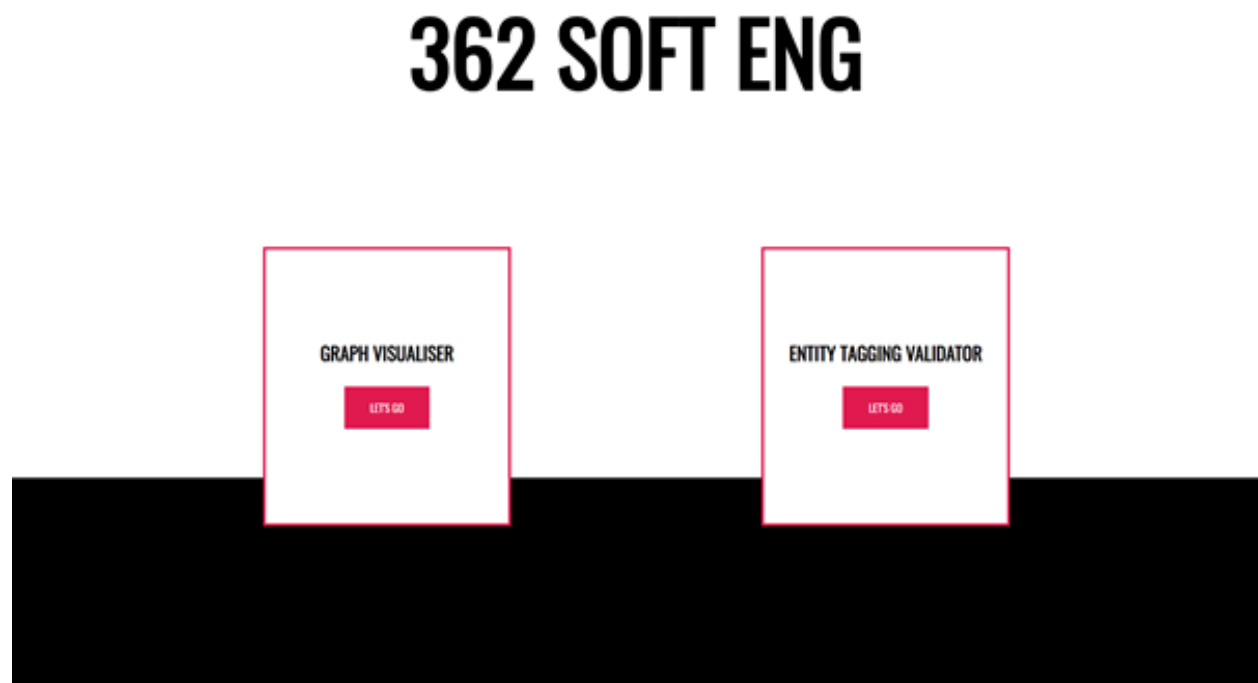 362 SOFT ENG
GRAPH VISUALISER
LET'S GO
ENTITY TAGGING VALIDATOR
LET'S GO